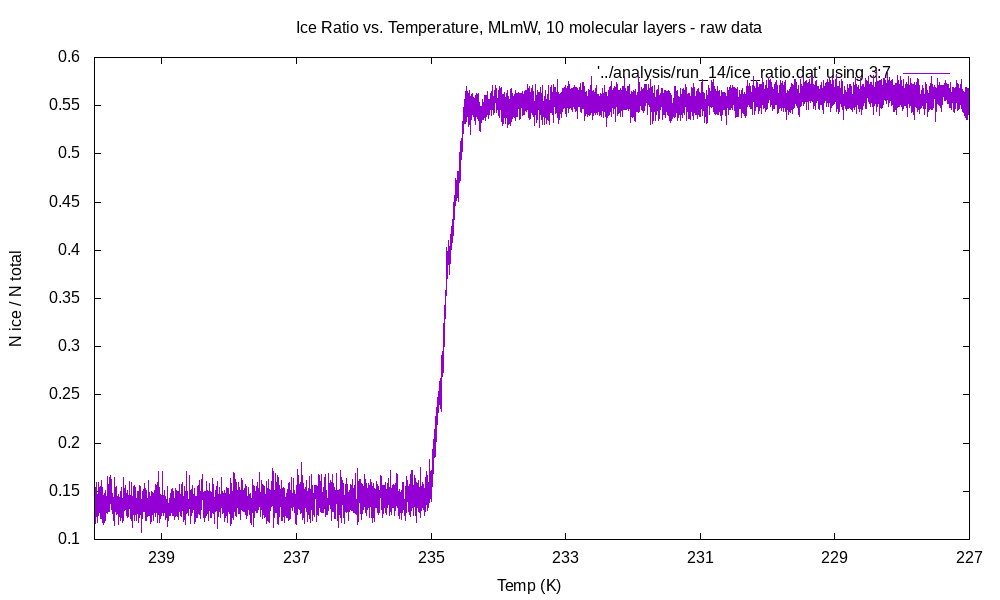 Ice Ratio vs. Temperature, MLmW, 10 molecular layers - raw data
'../analysis/run_14/ice_ratio.dat' using 3:7
0.6
0.55
0.5
0.45
0.4
0.35
0.3
0.25
0.2
0.15
0.1
N ice / N total
239 237 235 233 231 229 227
Temp (K)